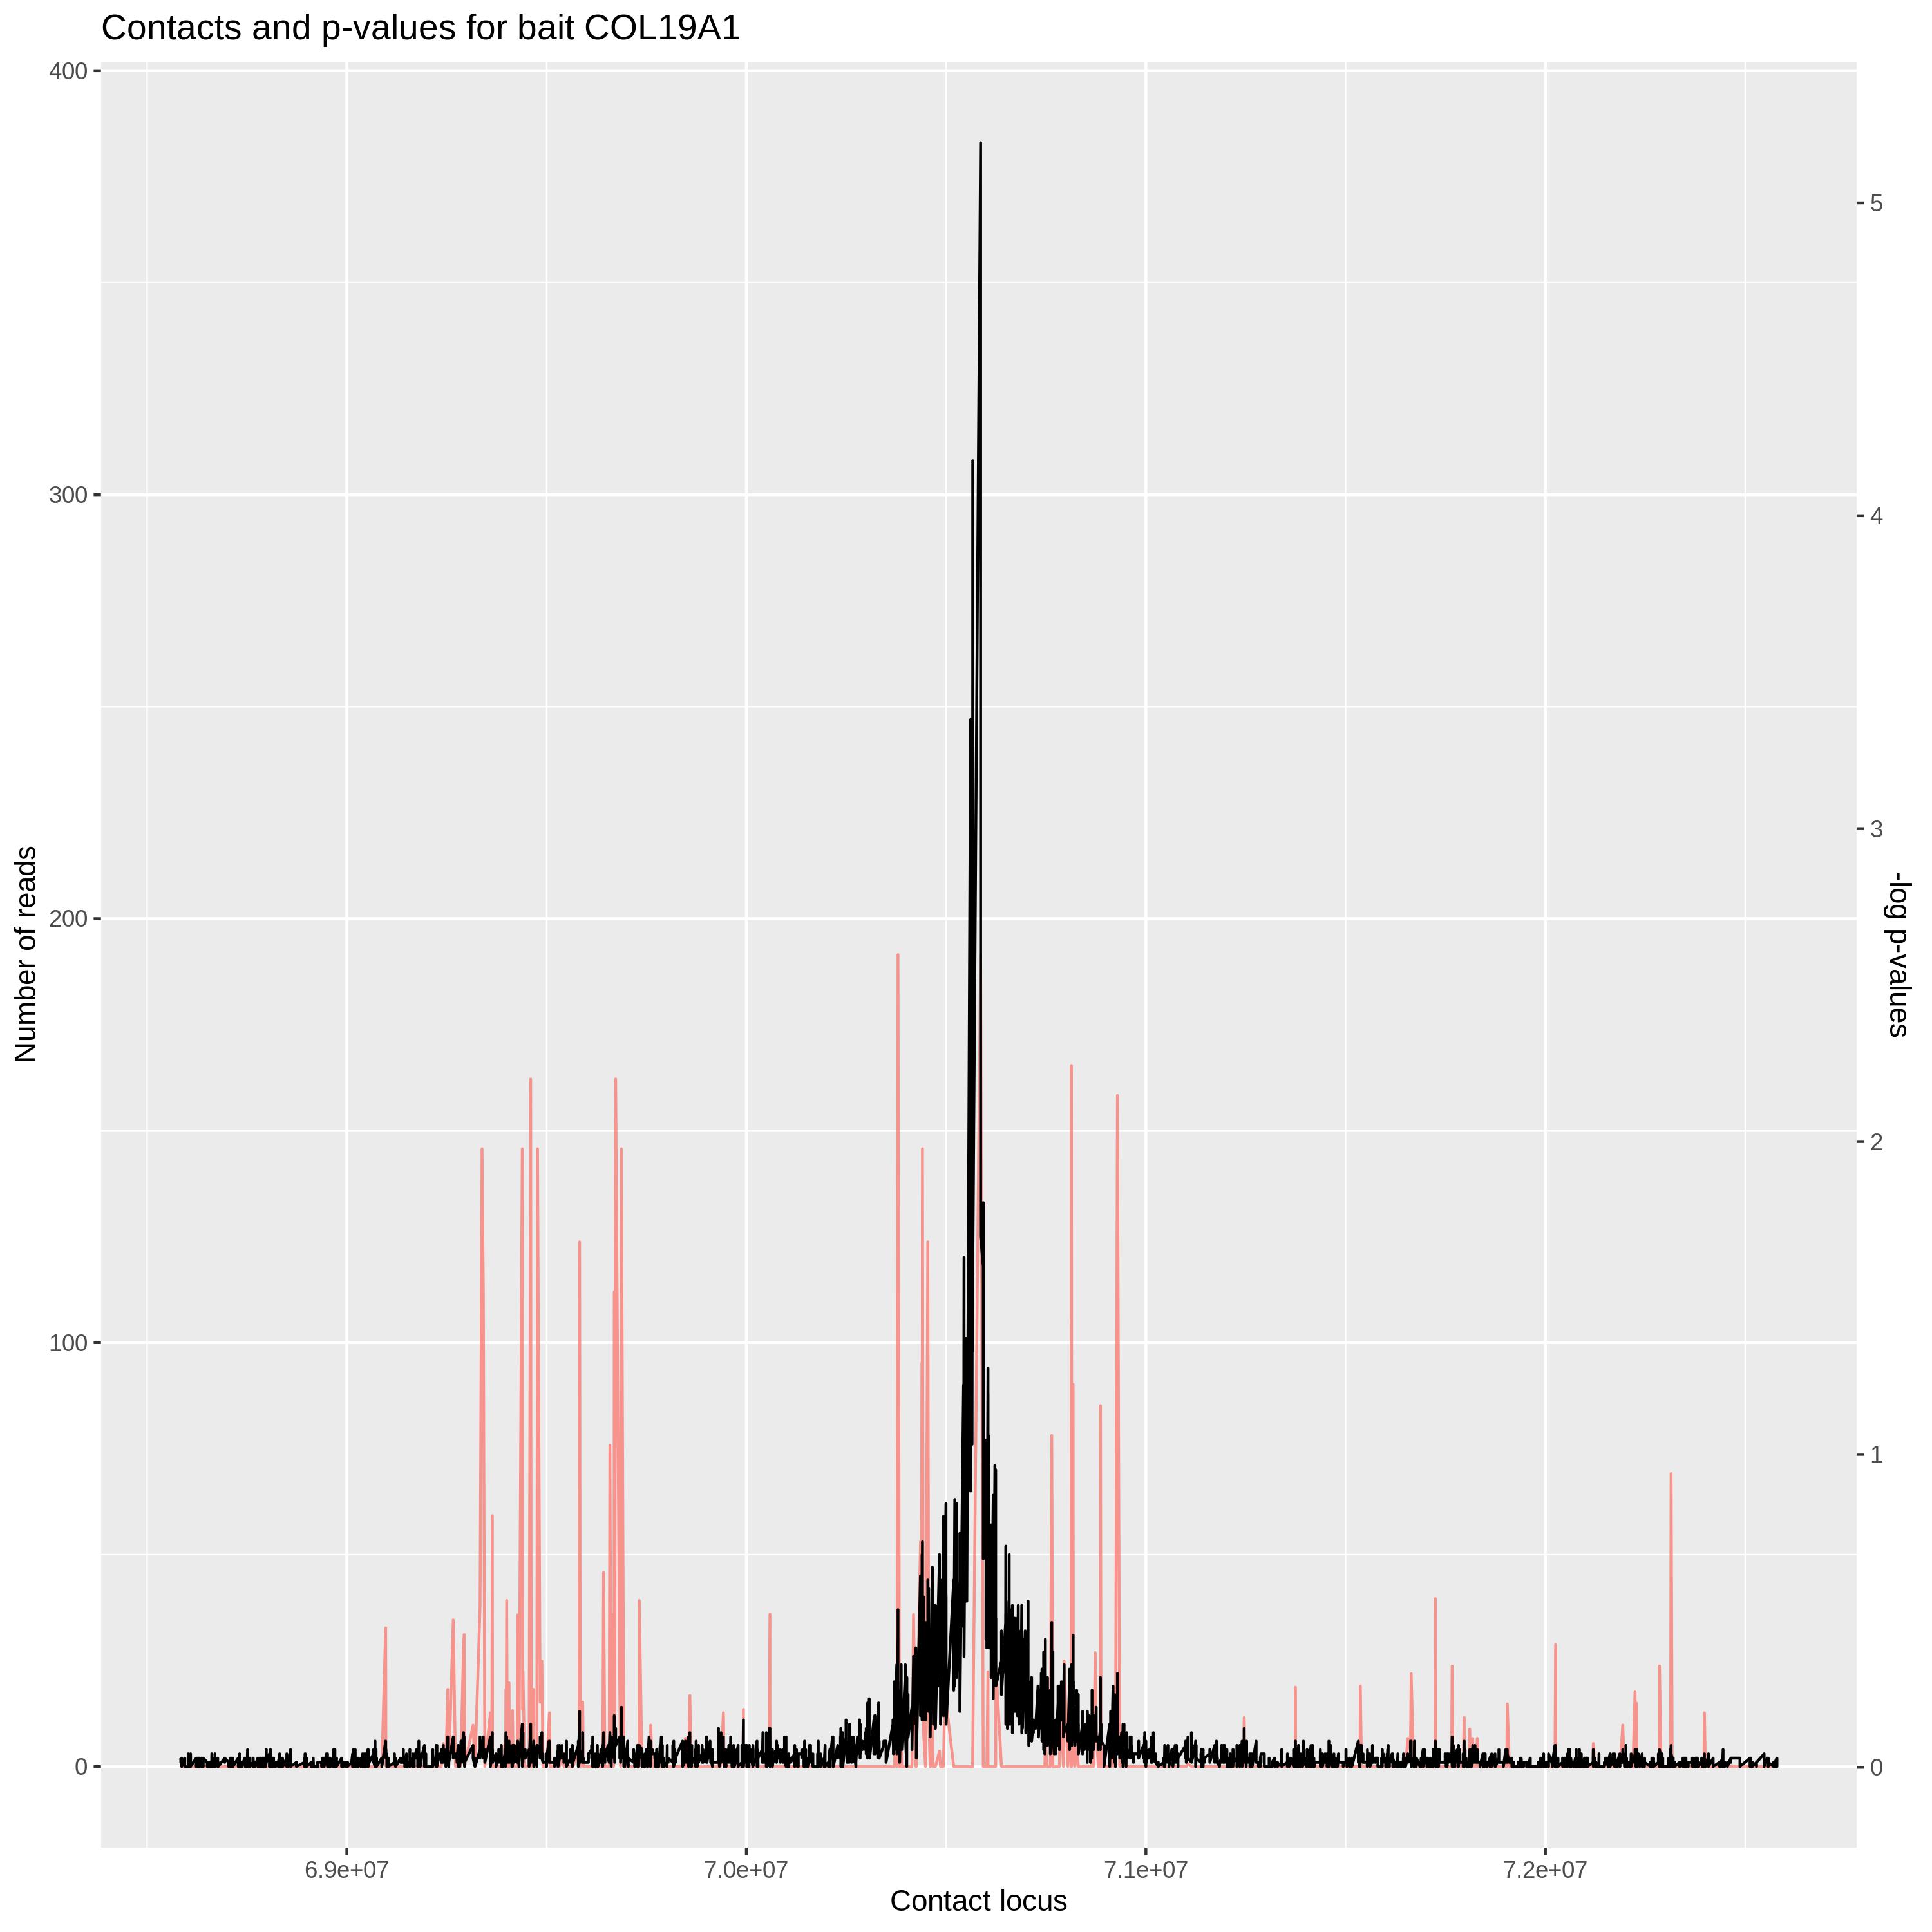 Contacts and p-values for bait COL19A1
400
300
200
100
0
Number of reads
5
4
3
2
1
0
-log p-values
6.9e+07 7.0e+07 7.1e+07 7.2e+07
Contact locus